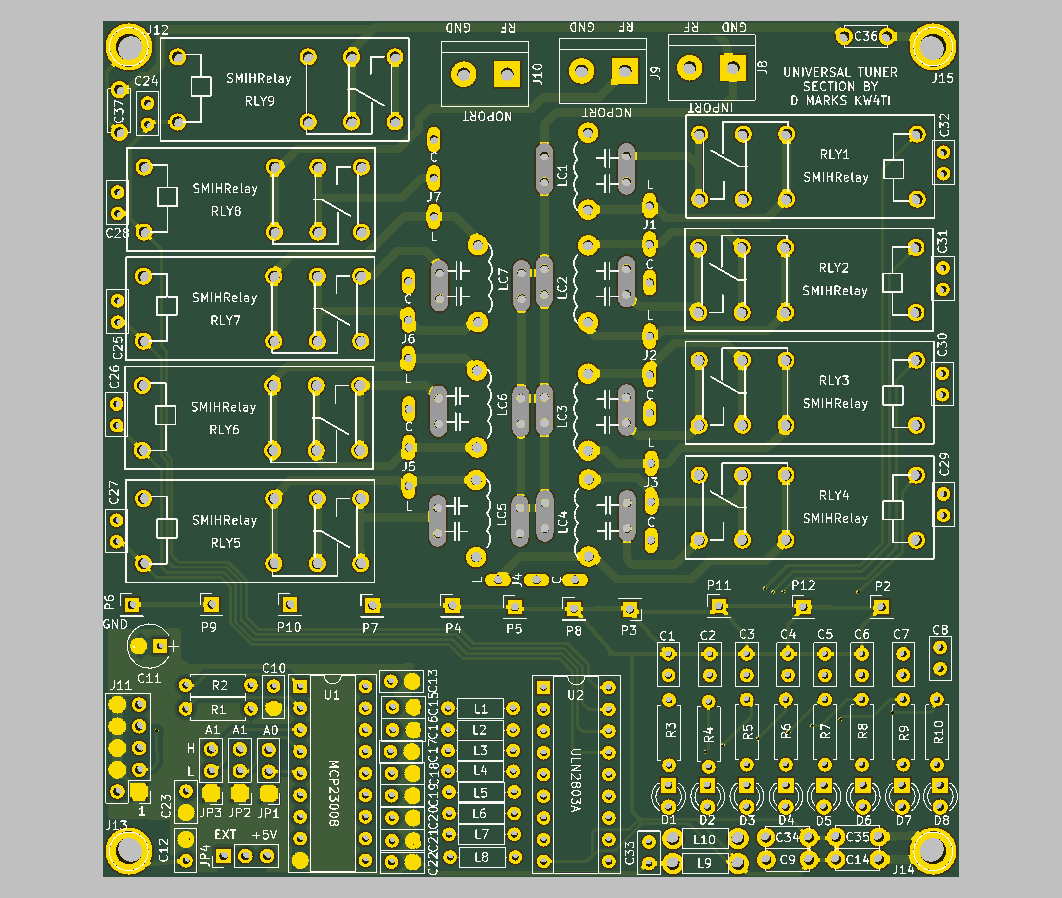 J12
GND
RF
GND
RF
RF
GND
C36
C24
C37
SMIHRelay
RLY9
J10
J9
J8
J15
UNIVERSAL TUNER
SECTION BY
D MARKS KW4TI
NOPORT
NCPORT
INPORT
C
J7
L
LC1
L
J1
C
RLY1
SMIHRelay
C32
SMIHRelay
RLY8
C28
SMIHRelay
RLY7
C25
C
J6
L
LC7
LC2
L
J2
C
RLY2
SMIHRelay
C31
SMIHRelay
RLY6
C26
C
J5
L
LC6
LC3
L
J3
C
RLY3
SMIHRelay
C30
SMIHRelay
RLY5
C27
LC5
LC4
L
J4
C
RLY4
SMIHRelay
C29
P6
GND
P9
P10
P7
P4
P5
P8
P3
P11
P12
P2
C11
+
C10
C1
C2
C3
C4
C5
C6
C7
C8
J11
R2
R1
U1
MCP23008
C13
C15
C16
C17
C18
C19
C20
C21
C22
L1
L2
L3
L4
L5
L6
L7
L8
U2
ULN2803A
R3
R4
R5
R6
R7
R8
R9
R10
A1
A1
A0
H
L
JP3
JP2
JP1
1
C23
J13
C12
EXT
+5V
JP4
D1
D2
D3
D4
D5
D6
D7
D8
C33
L10
L9
C34
C9
C35
C14
J14